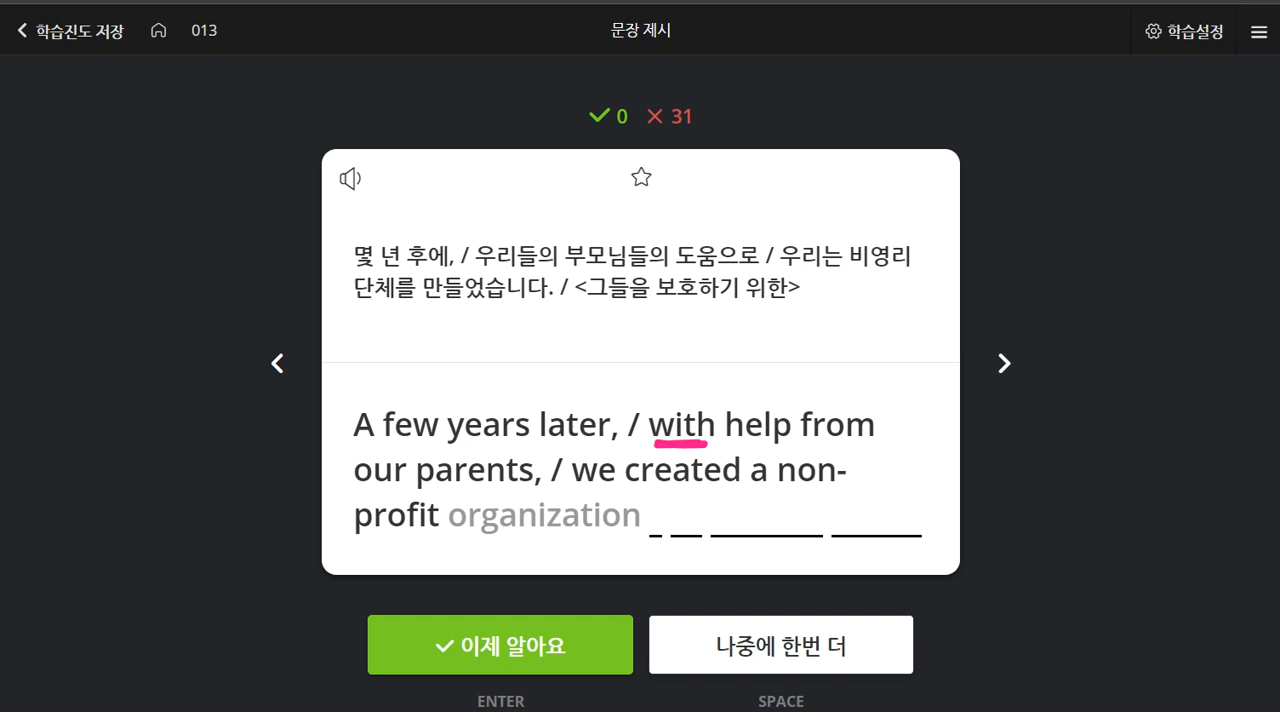 학습진도 저장 013 문장 제시 학습설정
0 31
몇 년 후에, / 우리들의 부모님들의 도움으로 / 우리는 비영리
단체를 만들었습니다. / <그들을 보호하기 위한>
A few years later, / with help from
our parents, / we created a non-
profit organization
이제 알아요 나중에 한번 더
ENTER SPACE